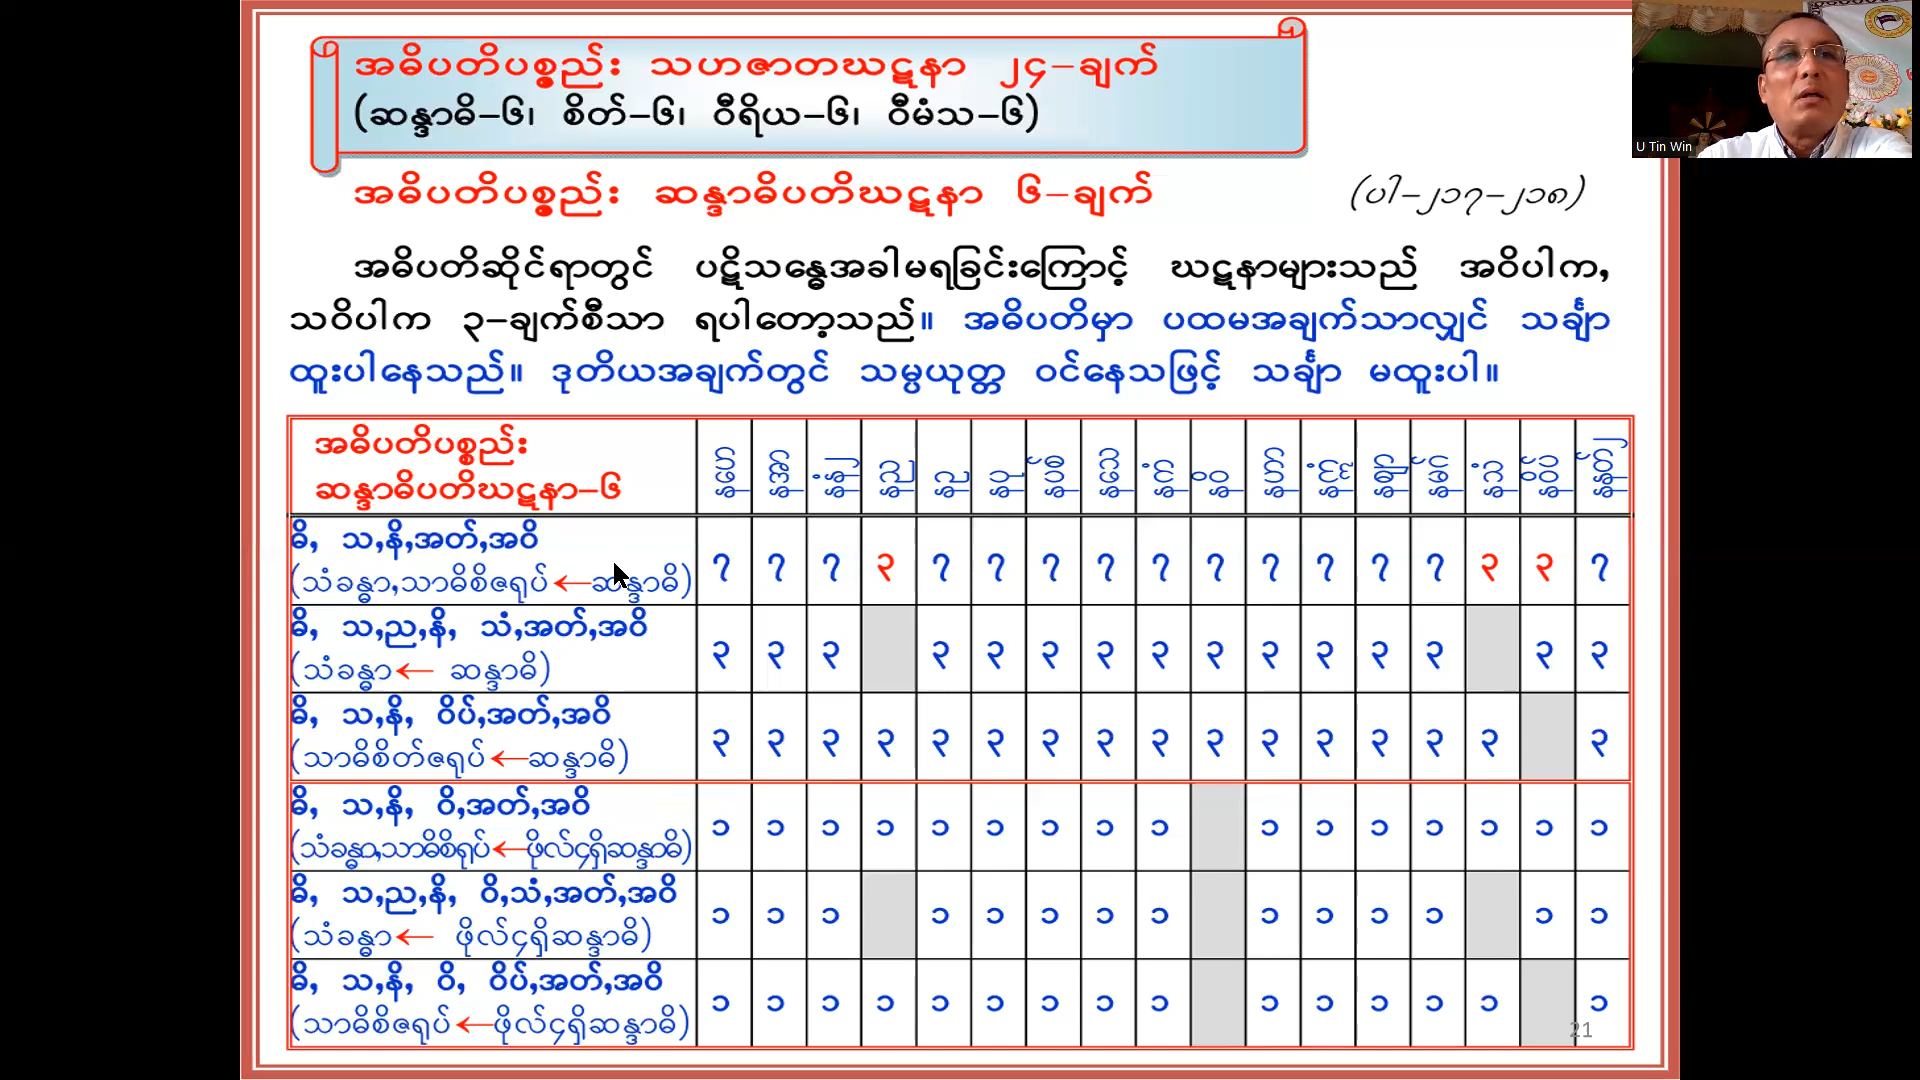 အဓိပတိပစ္စည်း သဟဇာတဃဋနာ ၂၄–ချက်
(ဆန္ဒာဓိ–၆၊ စိတ်–၆၊ ဝီရိယ–၆၊ ဝီမံသ–၆)
အဓိပတိပစ္စည်း ဆန္ဒာဓိပတိဃဋနာ ၆–ချက် (ပါ–၂၁၇–၂၁၈)
အဓိပတိဆိုင်ရာတွင် ပဋိသန္ဓေအခါမရခြင်းကြောင့် ဃဋနာများသည် အဝိပါက,
သဝိပါက ၃–ချက်စီသာ ရပါတော့သည်။ အဓိပတိမှာ ပထမအချက်သာလျှင် သင်္ချာ
ထူးပါနေသည်။ ဒုတိယအချက်တွင် သမ္ပယုတ္တ ဝင်နေသဖြင့် သင်္ချာ မထူးပါ။
အဓိပတိပစ္စည်း
ဆန္ဒာဓိပတိဃဋနာ–၆
ဓိ, သ,နိ,အတ်,အဝိ
(သံခန္ဓာ,သာဓိစိဇရုပ်←ဆန္ဒာဓိ) ၇ ၇ ၇ ၃ ၇ ၇ ၇ ၇ ၇ ၇ ၇ ၇ ၇ ၇ ၃ ၃ ၇
ဓိ, သ,ည,နိ, သံ,အတ်,အဝိ
(သံခန္ဓာ← ဆန္ဒာဓိ) ၃ ၃ ၃ ၃ ၃ ၃ ၃ ၃ ၃ ၃ ၃ ၃ ၃ ၃ ၃
ဓိ, သ,နိ, ဝိပ်,အတ်,အဝိ
(သာဓိစိတ်ဇရုပ်←ဆန္ဒာဓိ) ၃ ၃ ၃ ၃ ၃ ၃ ၃ ၃ ၃ ၃ ၃ ၃ ၃ ၃ ၃ ၃
ဓိ, သ,နိ, ဝိ,အတ်,အဝိ
(သံခန္ဓာ,သာဓိစိရုပ်←ဖိုလ်၄ရှိဆန္ဒာဓိ) ၁ ၁ ၁ ၁ ၁ ၁ ၁ ၁ ၁ ၁ ၁ ၁ ၁ ၁ ၁ ၁
ဓိ, သ,ည,နိ, ဝိ,သံ,အတ်,အဝိ
(သံခန္ဓာ← ဖိုလ်၄ရှိဆန္ဒာဓိ) ၁ ၁ ၁ ၁ ၁ ၁ ၁ ၁ ၁ ၁ ၁ ၁ ၁ ၁
ဓိ, သ,နိ, ဝိ, ဝိပ်,အတ်,အဝိ
(သာဓိစိဇရုပ်←ဖိုလ်၄ရှိဆန္ဒာဓိ) ၁ ၁ ၁ ၁ ၁ ၁ ၁ ၁ ၁ ၁ ၁ ၁ ၁ ၁ ၁
21
U Tin Win